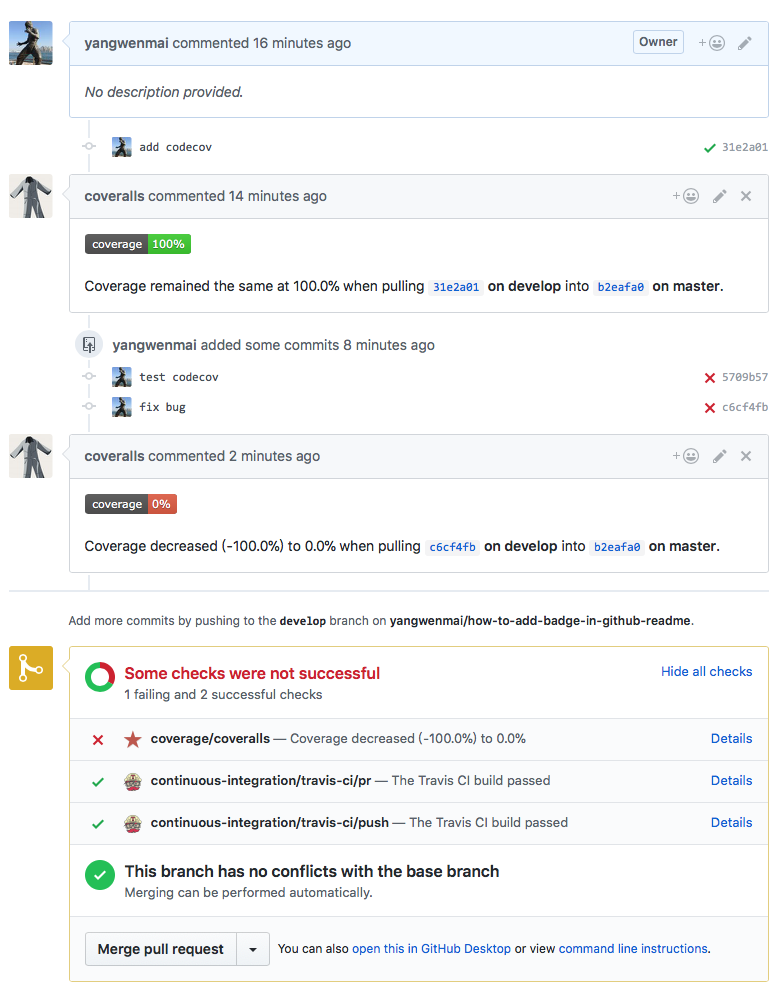 yangwenmai commented 16 minutes ago Owner
No description provided.
add codecov 31e2a01
coveralls commented 14 minutes ago
coverage 100%
Coverage remained the same at 100.0% when pulling 31e2a01 on develop into b2eafa0 on master.
yangwenmai added some commits 8 minutes ago
test codecov 5709b57
fix bug c6cf4fb
coveralls commented 2 minutes ago
coverage 0%
Coverage decreased (-100.0%) to 0.0% when pulling c6cf4fb on develop into b2eafa0 on master.
Add more commits by pushing to the develop branch on yangwenmai/how-to-add-badge-in-github-readme.
Some checks were not successful Hide all checks
1 failing and 2 successful checks
coverage/coveralls — Coverage decreased (-100.0%) to 0.0% Details
continuous-integration/travis-ci/pr — The Travis CI build passed Details
continuous-integration/travis-ci/push — The Travis CI build passed Details
This branch has no conflicts with the base branch
Merging can be performed automatically.
Merge pull request You can also open this in GitHub Desktop or view command line instructions.